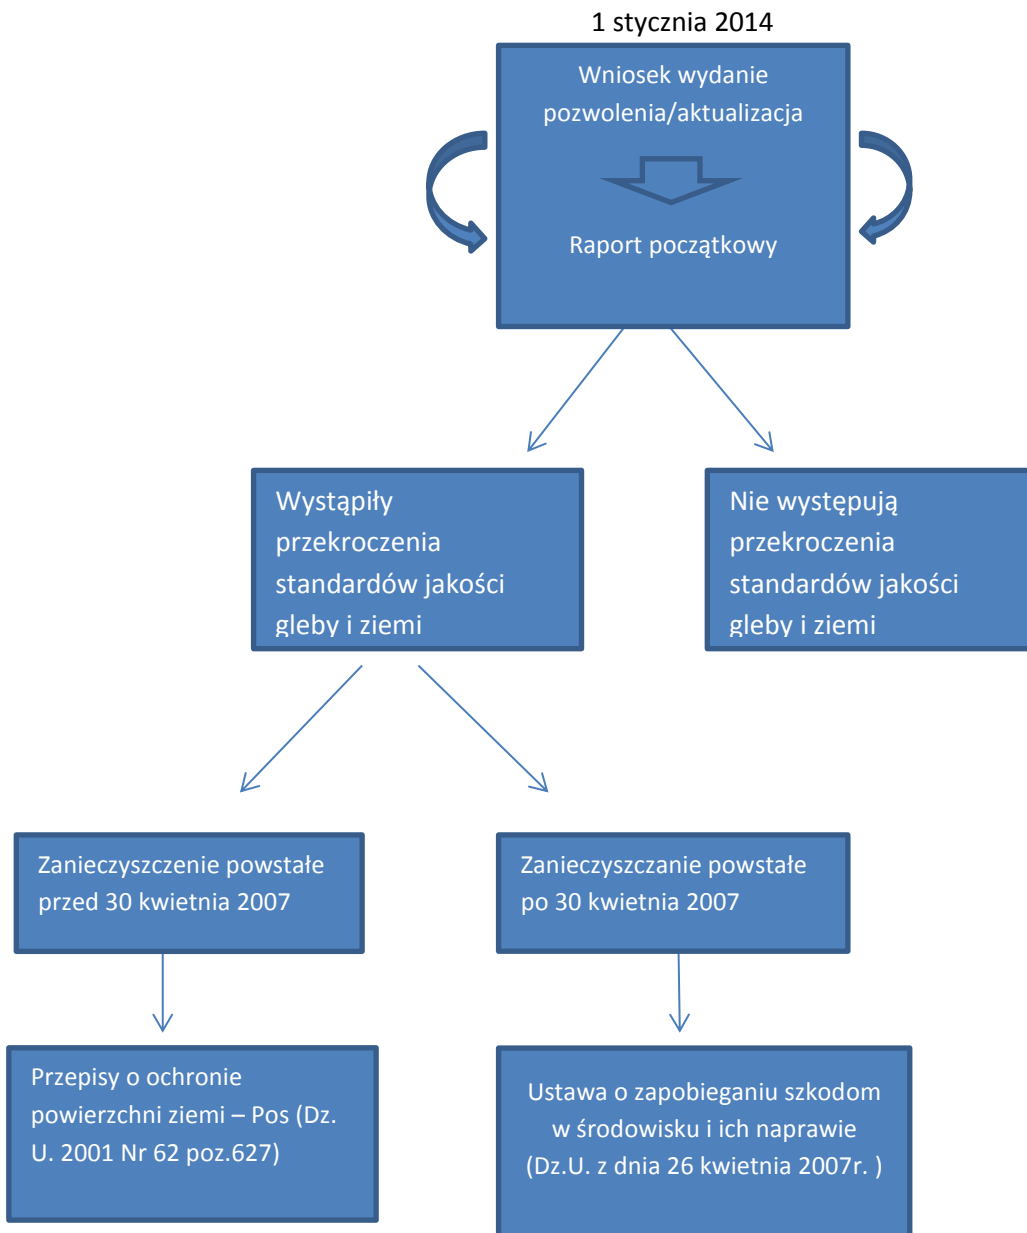 1 stycznia 2014
Wniosek wydanie
pozwolenia/aktualizacja
Raport początkowy
Wystąpiły
przekroczenia
standardów jakości
gleby i ziemi
Nie występują
przekroczenia
standardów jakości
gleby i ziemi
Zanieczyszczenie powstałe
przed 30 kwietnia 2007
Zanieczyszczanie powstałe
po 30 kwietnia 2007
Przepisy o ochronie
powierzchni ziemi – Pos (Dz.
U. 2001 Nr 62 poz.627)
Ustawa o zapobieganiu szkodom
w środowisku i ich naprawie
(Dz.U. z dnia 26 kwietnia 2007r. )